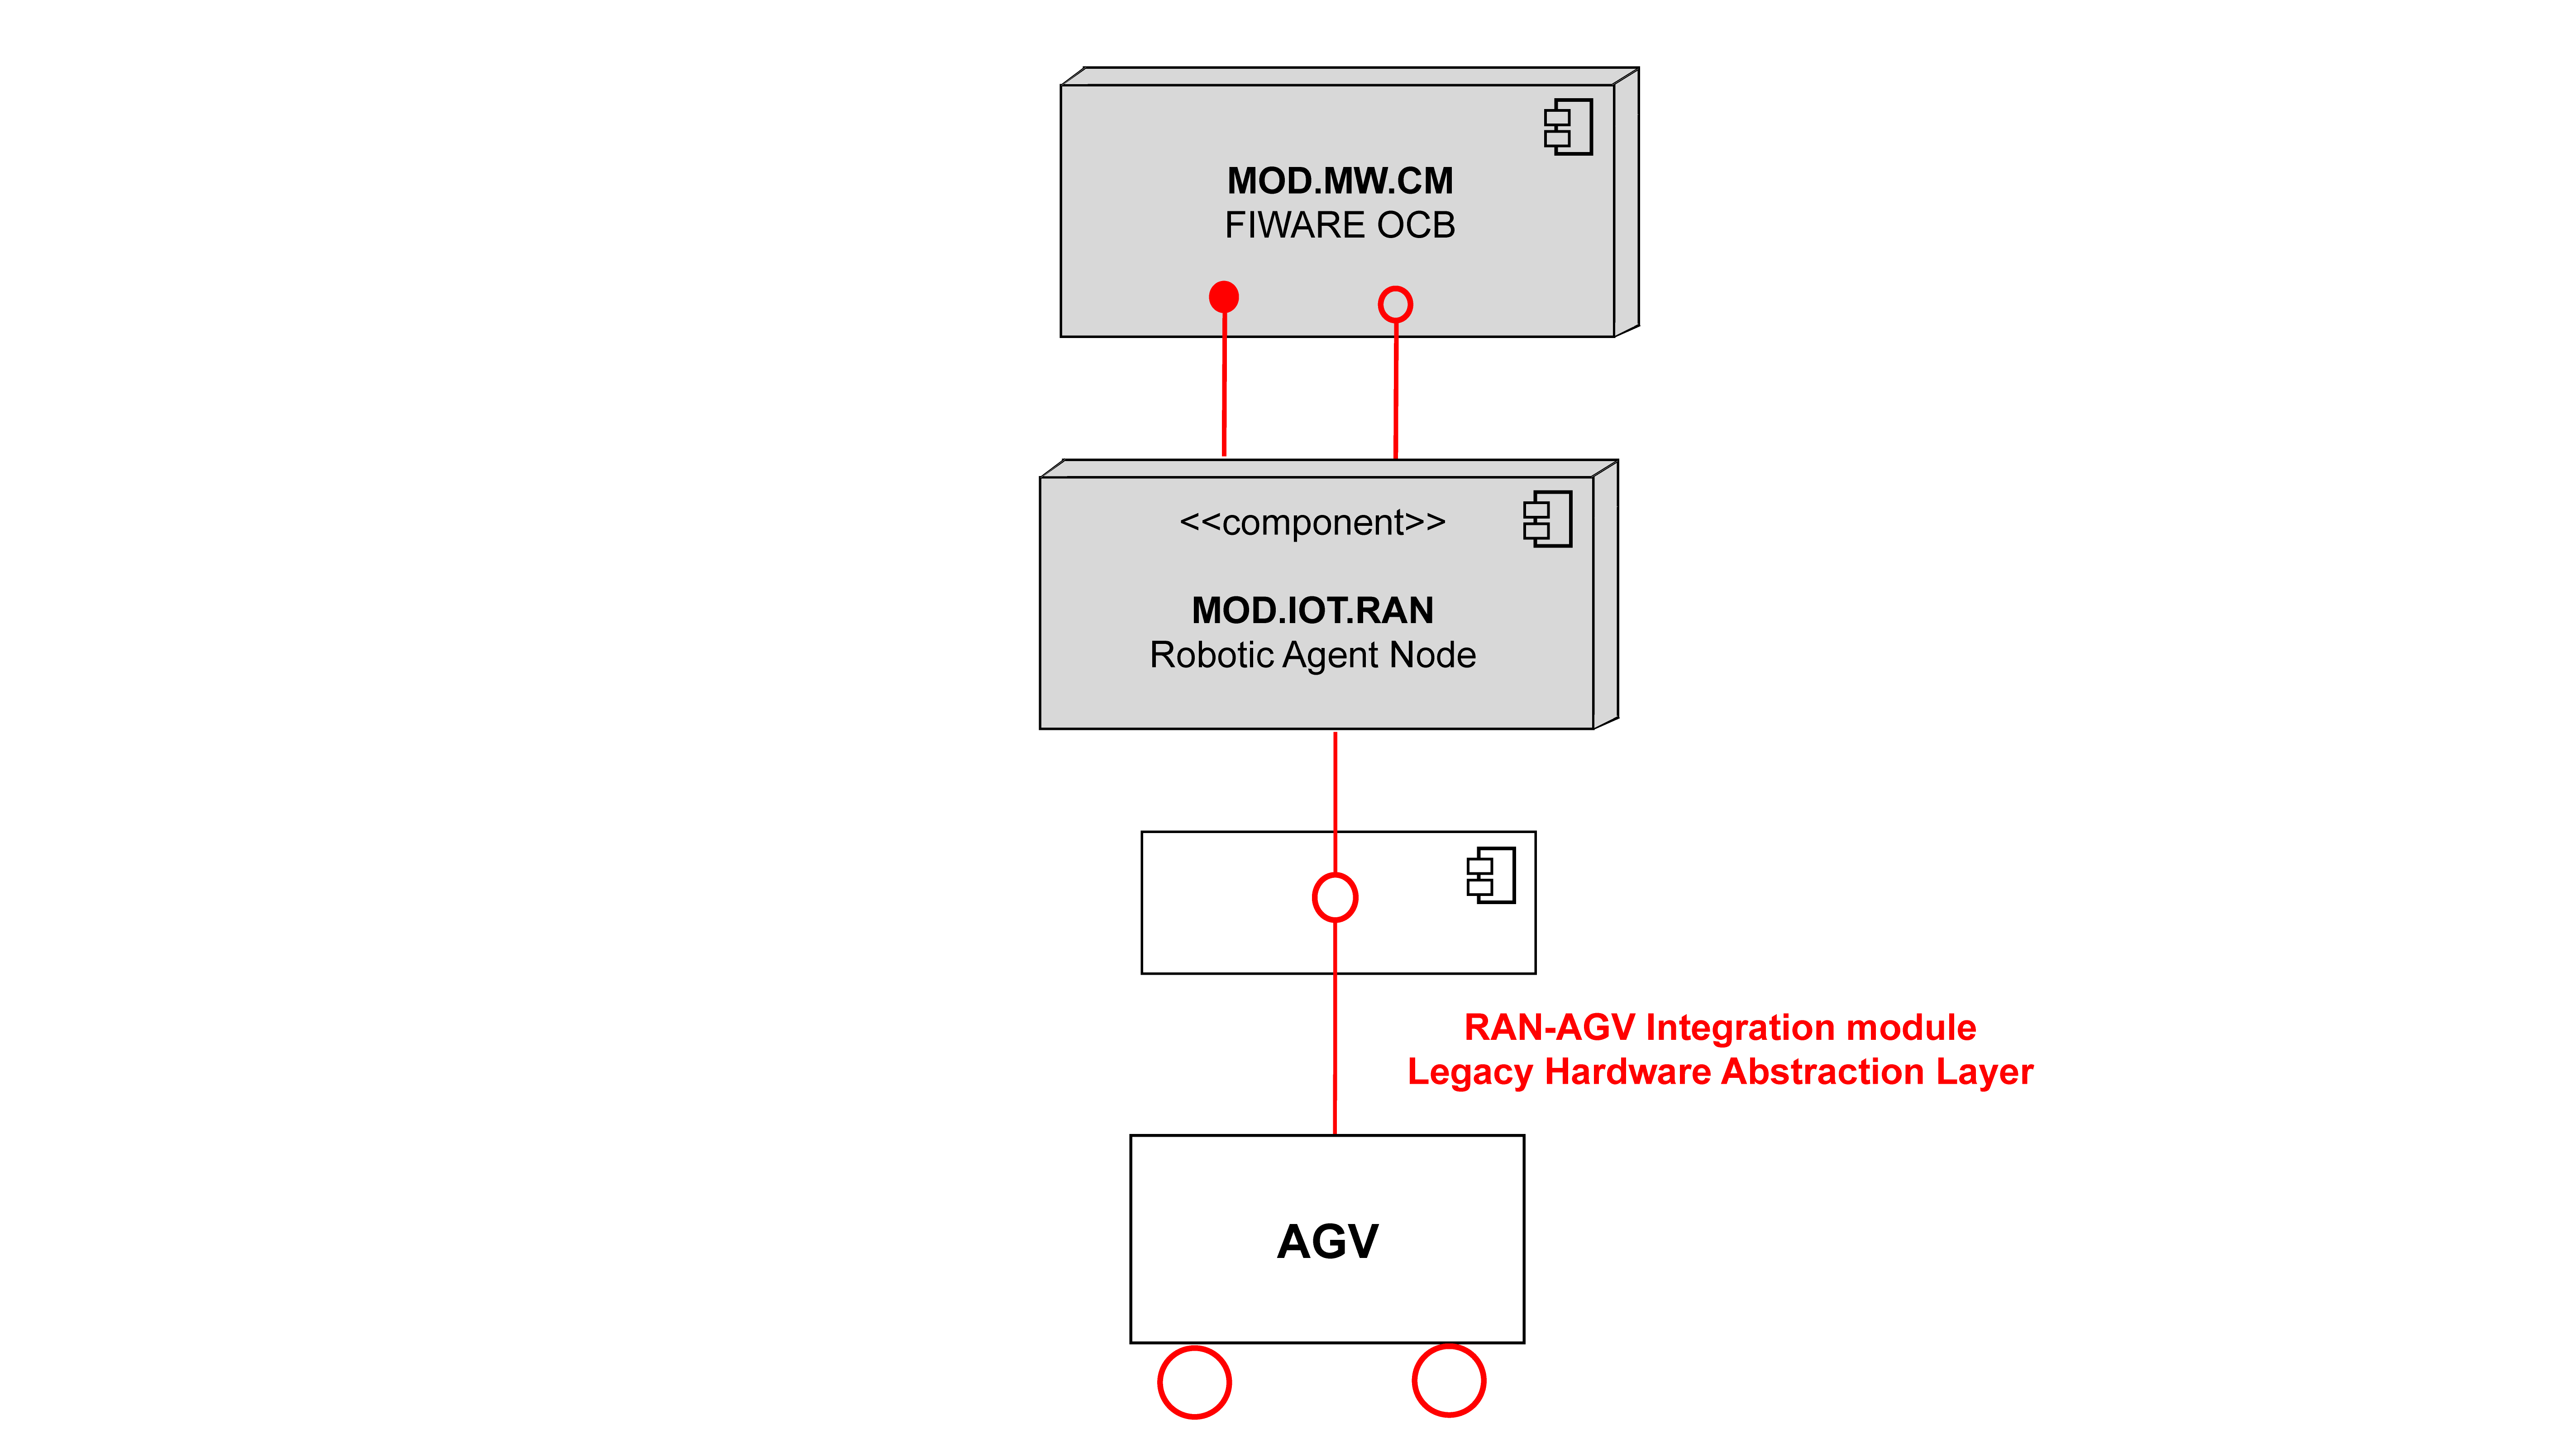 MOD.MW.CM
FIWARE OCB
<<component>>
MOD.IOT.RAN
Robotic Agent Node
RAN-AGV Integration module
Legacy Hardware Abstraction Layer
AGV